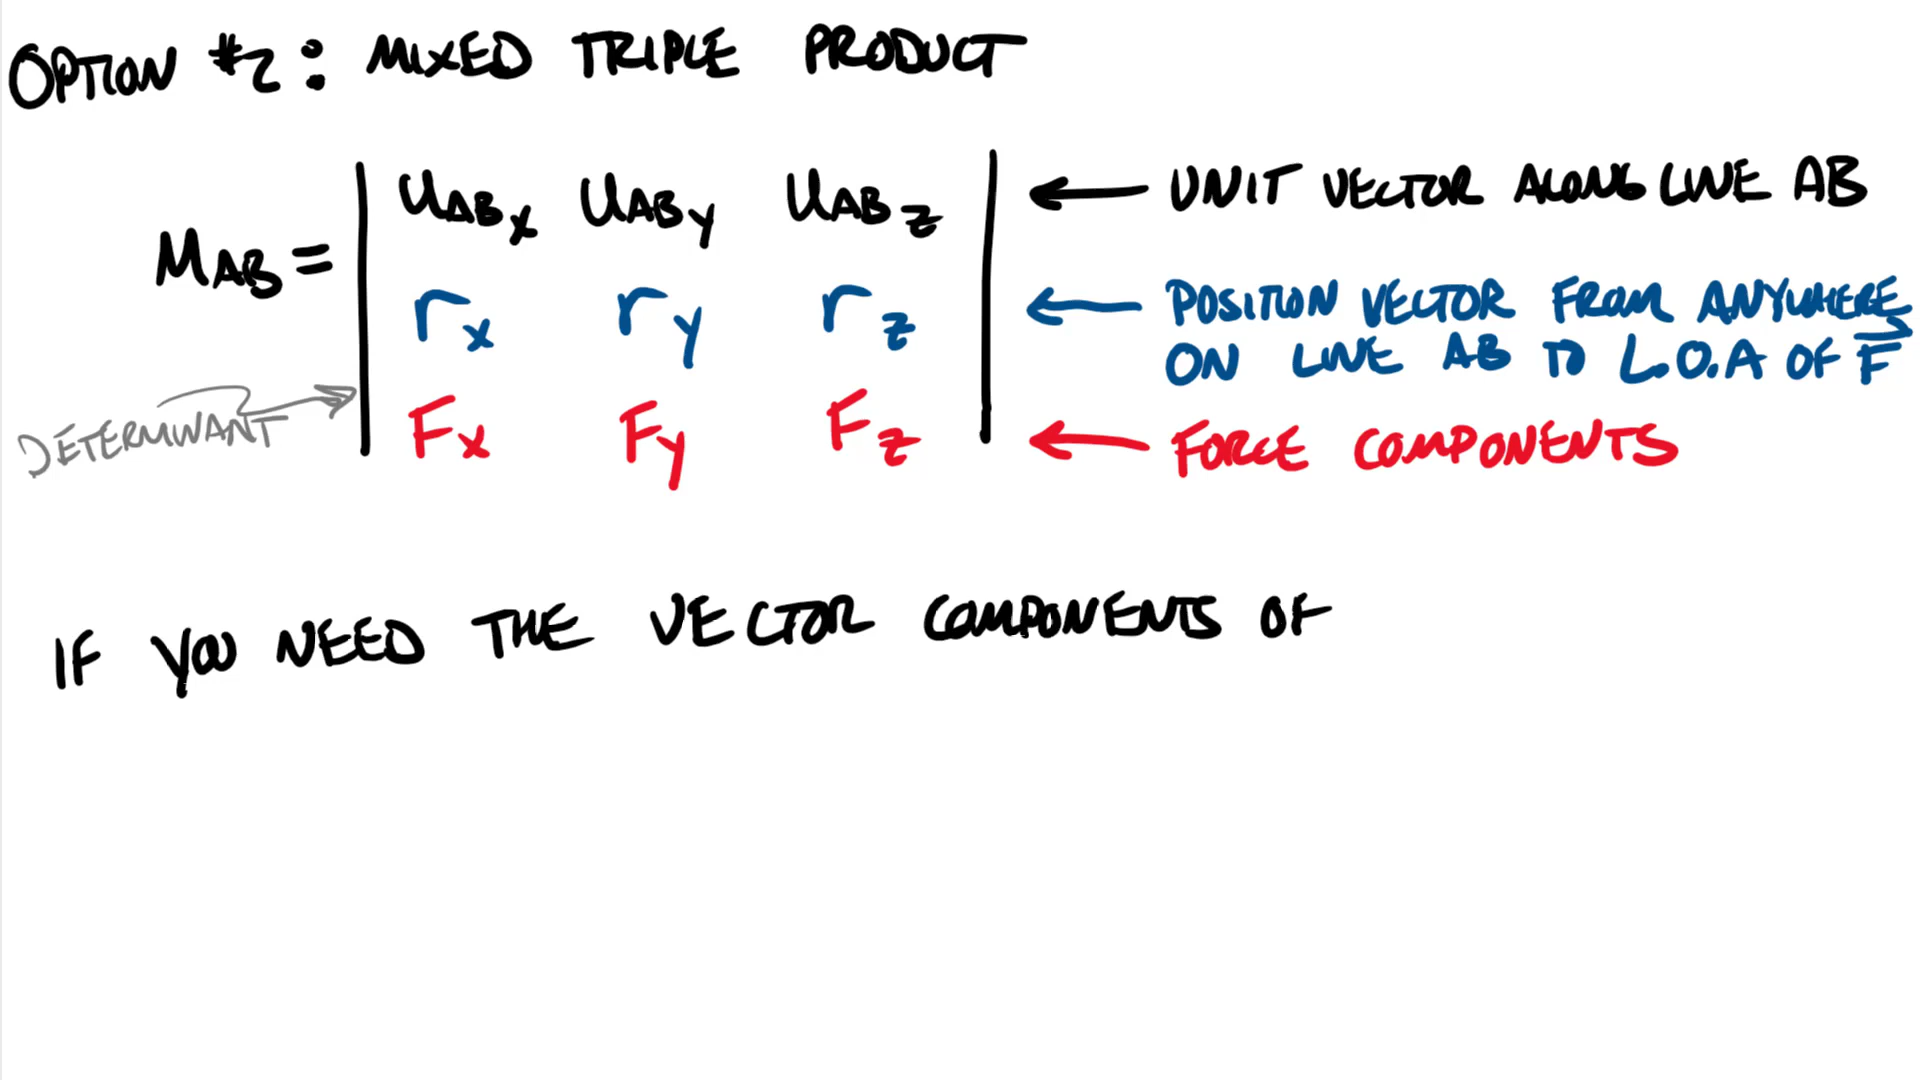 OPTION #2: MIXED TRIPLE PRODUCT
MAB = | UABx UABy UABz | ← UNIT VECTOR ALONG LINE AB
rx ry rz ← POSITION VECTOR FROM ANYWHERE
ON LINE AB TO L.O.A OF F⃗
DETERMINANT → Fx Fy Fz ← FORCE COMPONENTS
IF YOU NEED THE VECTOR COMPONENTS OF